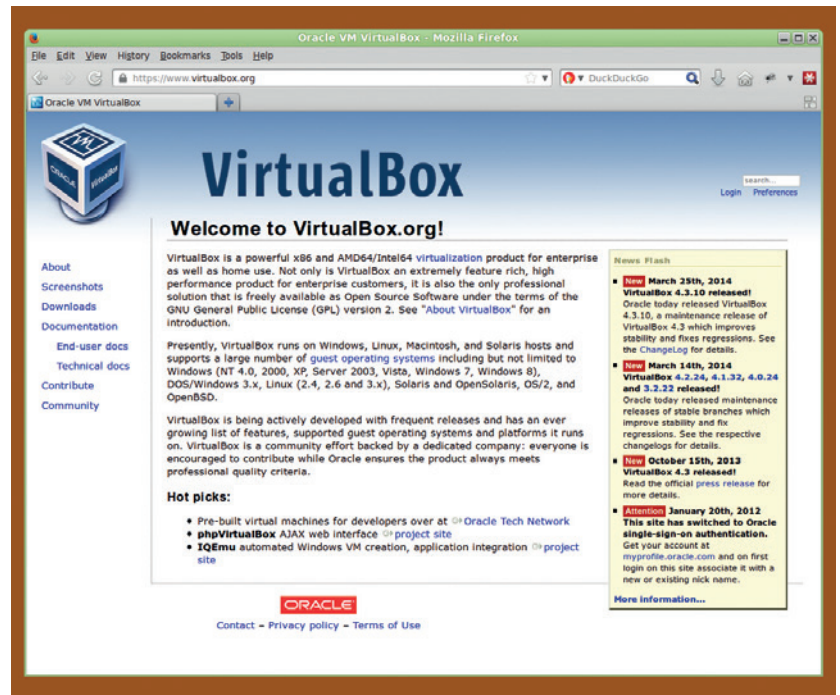 Oracle VM VirtualBox - Mozilla Firefox
File Edit View History Bookmarks Tools Help
https://www.virtualbox.org
DuckDuckGo
Oracle VM VirtualBox
ORACLE
VirtualBox
VirtualBox
search...
Login Preferences
Welcome to VirtualBox.org!
About
Screenshots
Downloads
Documentation
End-user docs
Technical docs
Contribute
Community
VirtualBox is a powerful x86 and AMD64/Intel64 virtualization product for enterprise
as well as home use. Not only is VirtualBox an extremely feature rich, high
performance product for enterprise customers, it is also the only professional
solution that is freely available as Open Source Software under the terms of the
GNU General Public License (GPL) version 2. See "About VirtualBox" for an
introduction.
Presently, VirtualBox runs on Windows, Linux, Macintosh, and Solaris hosts and
supports a large number of guest operating systems including but not limited to
Windows (NT 4.0, 2000, XP, Server 2003, Vista, Windows 7, Windows 8),
DOS/Windows 3.x, Linux (2.4, 2.6 and 3.x), Solaris and OpenSolaris, OS/2, and
OpenBSD.
VirtualBox is being actively developed with frequent releases and has an ever
growing list of features, supported guest operating systems and platforms it runs
on. VirtualBox is a community effort backed by a dedicated company: everyone is
encouraged to contribute while Oracle ensures the product always meets
professional quality criteria.
Hot picks:
• Pre-built virtual machines for developers over at Oracle Tech Network
• phpVirtualBox AJAX web interface project site
• IQEmu automated Windows VM creation, application integration project
site
News Flash
New March 25th, 2014
VirtualBox 4.3.10 released!
Oracle today released VirtualBox
4.3.10, a maintenance release of
VirtualBox 4.3 which improves
stability and fixes regressions. See
the ChangeLog for details.
New March 14th, 2014
VirtualBox 4.2.24, 4.1.32, 4.0.24
and 3.2.22 released!
Oracle today released maintenance
releases of stable branches which
improve stability and fix
regressions. See the respective
changelogs for details.
New October 15th, 2013
VirtualBox 4.3 released!
Read the official press release for
more details.
Attention January 20th, 2012
This site has switched to Oracle
single-sign-on authentication.
Get your account at
myprofile.oracle.com and on first
login on this site associate it with a
new or existing nick name.
More information...
ORACLE
Contact – Privacy policy – Terms of Use